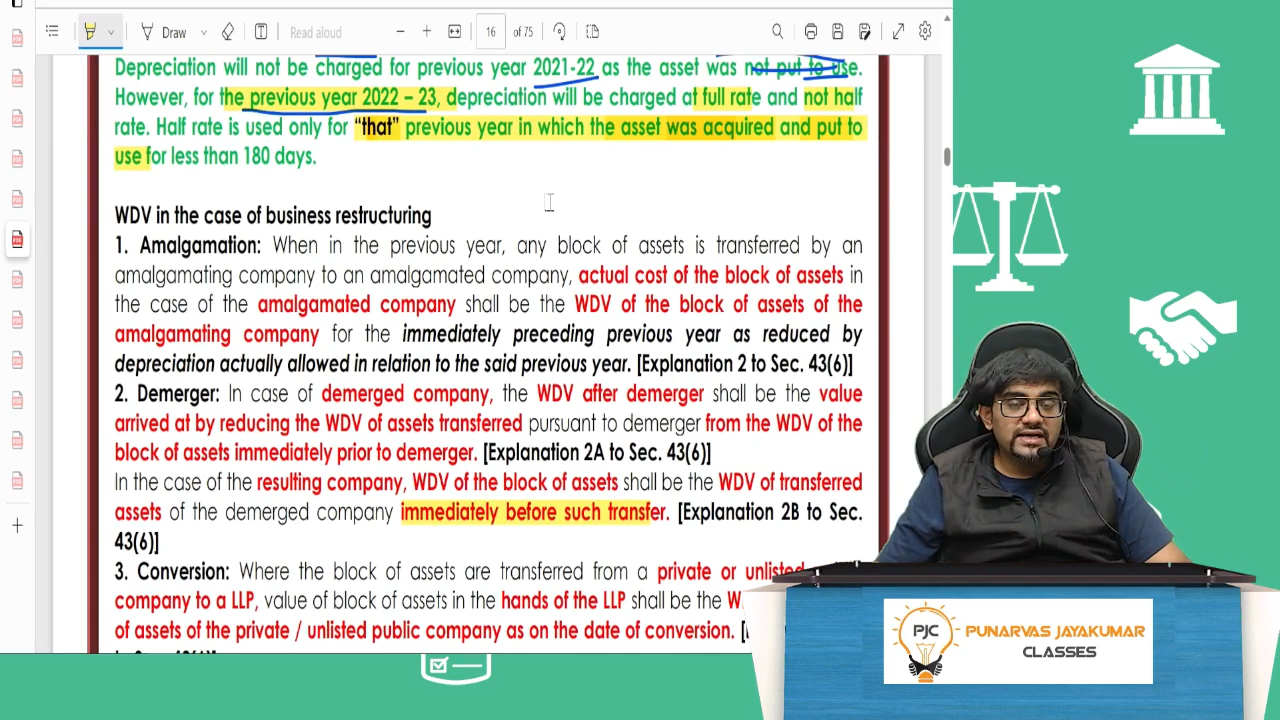 Draw
Read aloud
16 of 75
Depreciation will not be charged for previous year 2021-22 as the asset was not put to use.
However, for the previous year 2022 – 23, depreciation will be charged at full rate and not half
rate. Half rate is used only for “that” previous year in which the asset was acquired and put to
use for less than 180 days.
WDV in the case of business restructuring
1. Amalgamation: When in the previous year, any block of assets is transferred by an
amalgamating company to an amalgamated company, actual cost of the block of assets in
the case of the amalgamated company shall be the WDV of the block of assets of the
amalgamating company for the immediately preceding previous year as reduced by
depreciation actually allowed in relation to the said previous year. [Explanation 2 to Sec. 43(6)]
2. Demerger: In case of demerged company, the WDV after demerger shall be the value
arrived at by reducing the WDV of assets transferred pursuant to demerger from the WDV of the
block of assets immediately prior to demerger. [Explanation 2A to Sec. 43(6)]
In the case of the resulting company, WDV of the block of assets shall be the WDV of transferred
assets of the demerged company immediately before such transfer. [Explanation 2B to Sec.
43(6)]
3. Conversion: Where the block of assets are transferred from a private or unlisted
company to a LLP, value of block of assets in the hands of the LLP shall be the
of assets of the private / unlisted public company as on the date of conversion.
PJC
PUNARVAS JAYAKUMAR
CLASSES